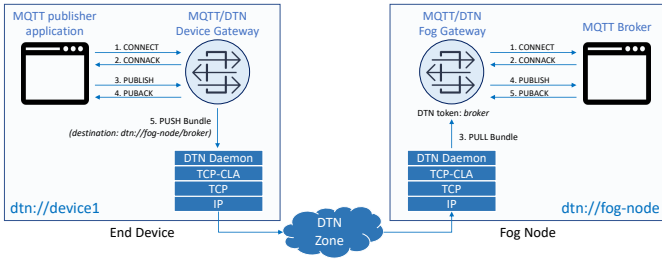 MQTT publisher
application
MQTT/DTN
Device Gateway
1. CONNECT
2. CONNACK
3. PUBLISH
4. PUBACK
5. PUSH Bundle
(destination: dtn://fog-node/broker)
DTN Daemon
TCP-CLA
TCP
IP
dtn://device1
End Device
DTN
Zone
MQTT/DTN
Fog Gateway
MQTT Broker
1. CONNECT
2. CONNACK
4. PUBLISH
5. PUBACK
DTN token: broker
3. PULL Bundle
DTN Daemon
TCP-CLA
TCP
IP
dtn://fog-node
Fog Node